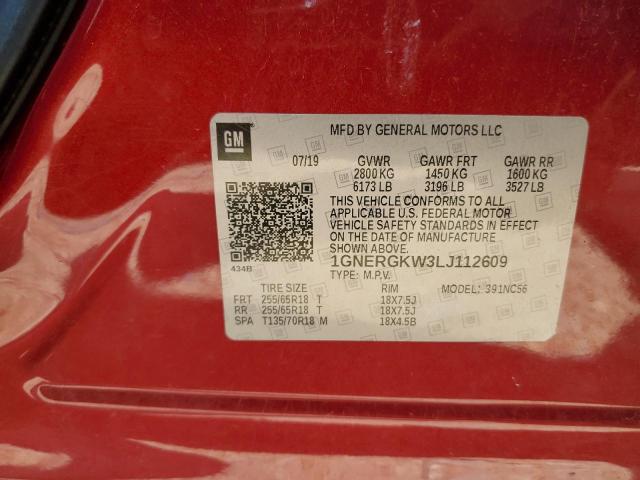 GM
MFD BY GENERAL MOTORS LLC
07/19 GVWR GAWR FRT GAWR RR
2800 KG 1450 KG 1600 KG
6173 LB 3196 LB 3527 LB
THIS VEHICLE CONFORMS TO ALL
APPLICABLE U.S. FEDERAL MOTOR
VEHICLE SAFETY STANDARDS IN EFFECT
ON THE DATE OF MANUFACTURE
SHOWN ABOVE.
434B 1GNERGKW3LJ112609
TYPE: M.P.V.
TIRE SIZE RIM MODEL: 391NC56
FRT 255/65R18 T 18X7.5J
RR 255/65R18 T 18X7.5J
SPA T135/70R18 M 18X4.5B